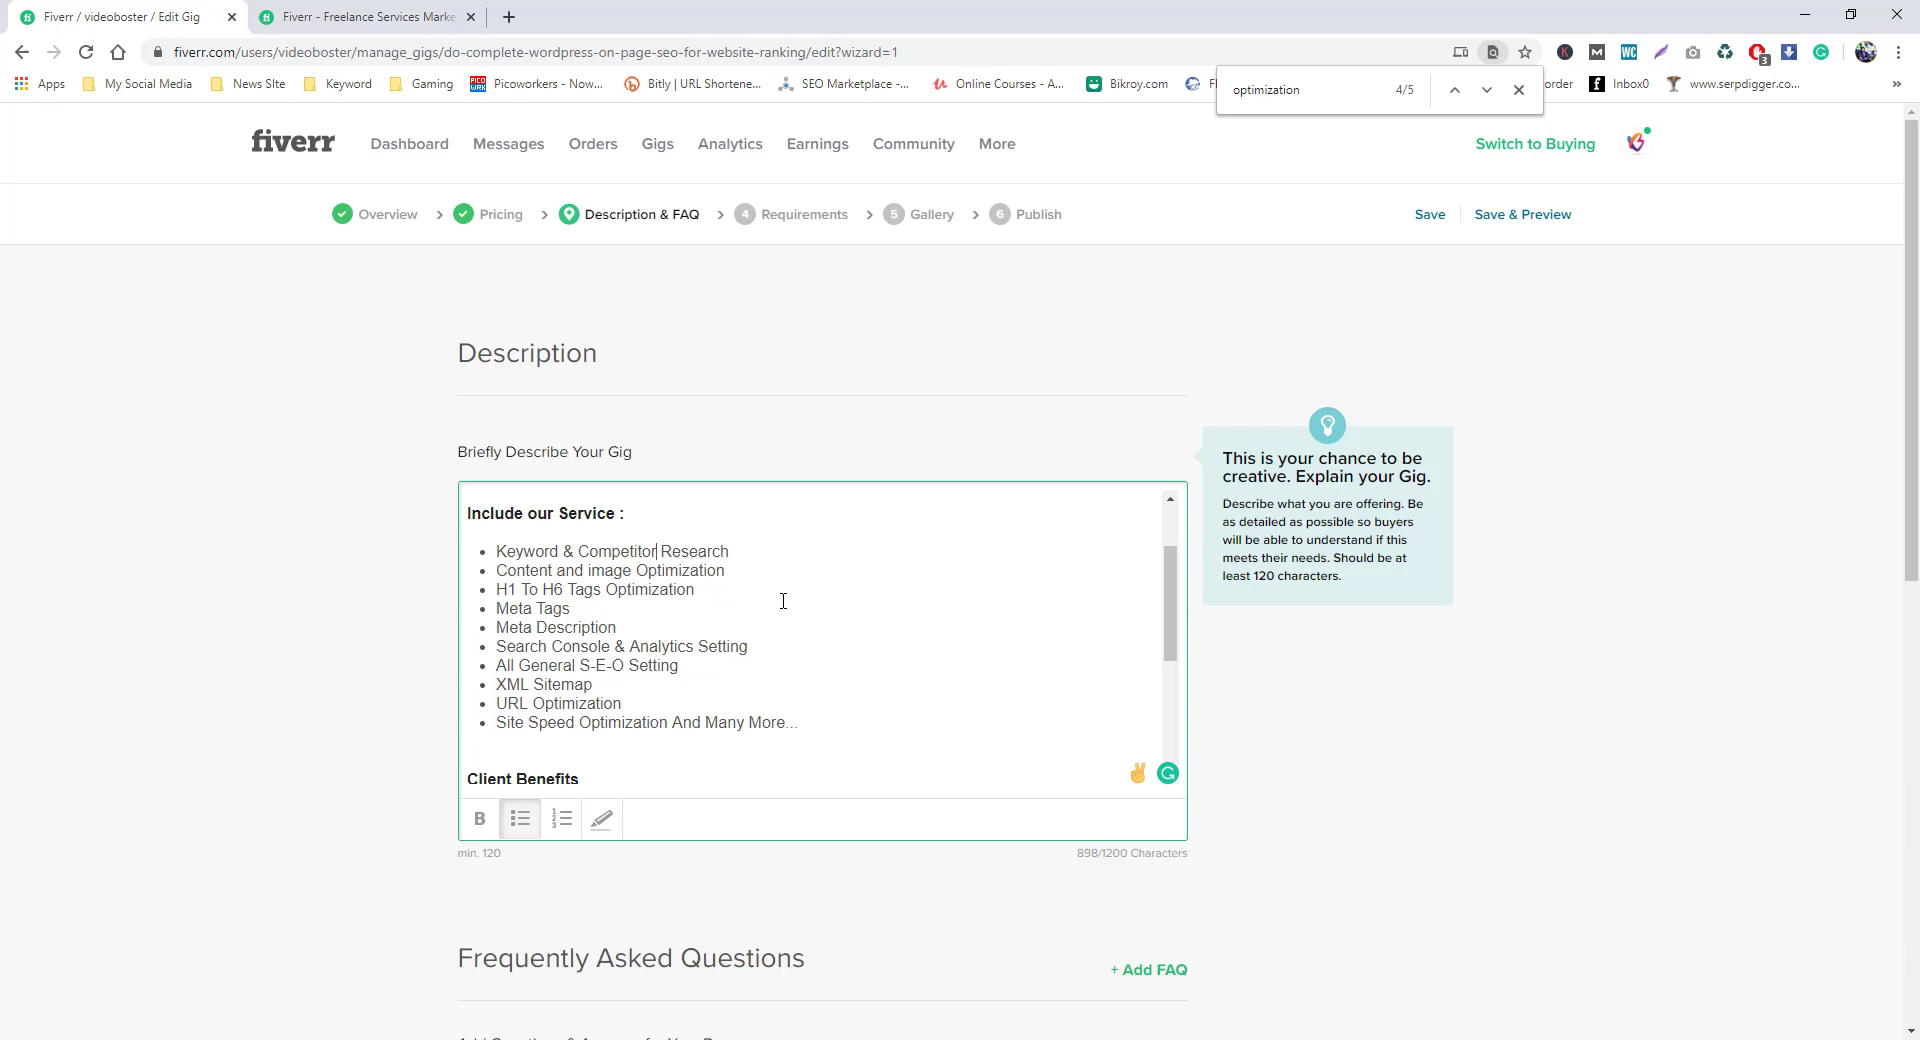 Fiverr / videoboster / Edit Gig
Fiverr - Freelance Services Marke
fiverr.com/users/videoboster/manage_gigs/do-complete-wordpress-on-page-seo-for-website-ranking/edit?wizard=1
Apps My Social Media News SIte Keyword Gaming Picoworkers - Now... Bitly | URL Shortene... SEO Marketplace -... Online Courses - A... Bikroy.com order Inbox0 www.serpdigger.co...
optimization 4/5
fiverr Dashboard Messages Orders Gigs Analytics Earnings Community More Switch to Buying
Overview Pricing Description & FAQ 4 Requirements 5 Gallery 6 Publish Save Save & Preview
Description
Briefly Describe Your Gig
Include our Service :
Keyword & Competitor Research
Content and image Optimization
H1 To H6 Tags Optimization
Meta Tags
Meta Description
Search Console & Analytics Setting
All General S-E-O Setting
XML Sitemap
URL Optimization
Site Speed Optimization And Many More...
Client Benefits
B
min. 120 898/1200 Characters
This is your chance to be
creative. Explain your Gig.
Describe what you are offering. Be
as detailed as possible so buyers
will be able to understand if this
meets their needs. Should be at
least 120 characters.
Frequently Asked Questions
+ Add FAQ